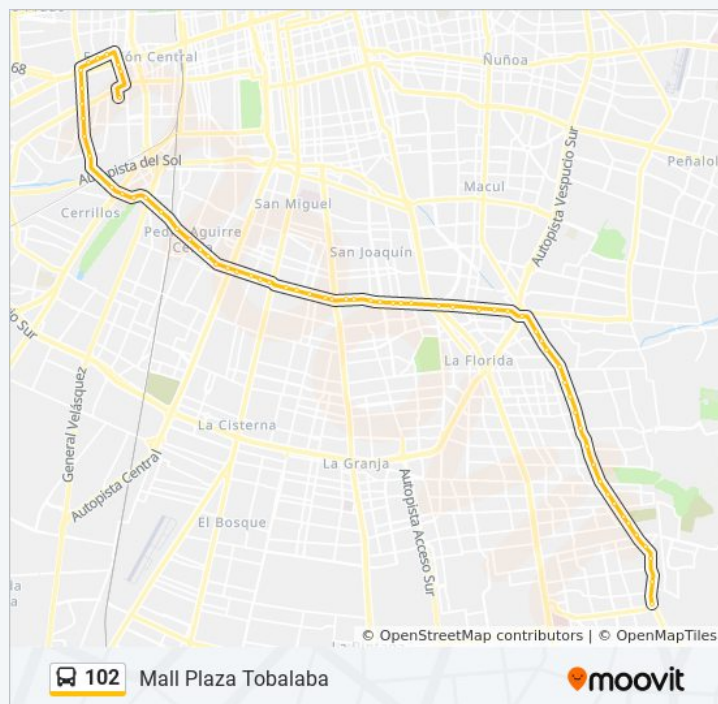 Estación Central
68
Ñuñoa
Peñalolé
Autopista del Sol
Macul
Autopista Vespucio Sur
Cerrillos
San Miguel
Pedro Aguirre
Cerda
San Joaquín
La Florida
General Velásquez
La Cisterna
La Granja
Autopista Central
Autopista Acceso Sur
El Bosque
© OpenStreetMap contributors | © OpenMapTiles
102 Mall Plaza Tobalaba
moovit